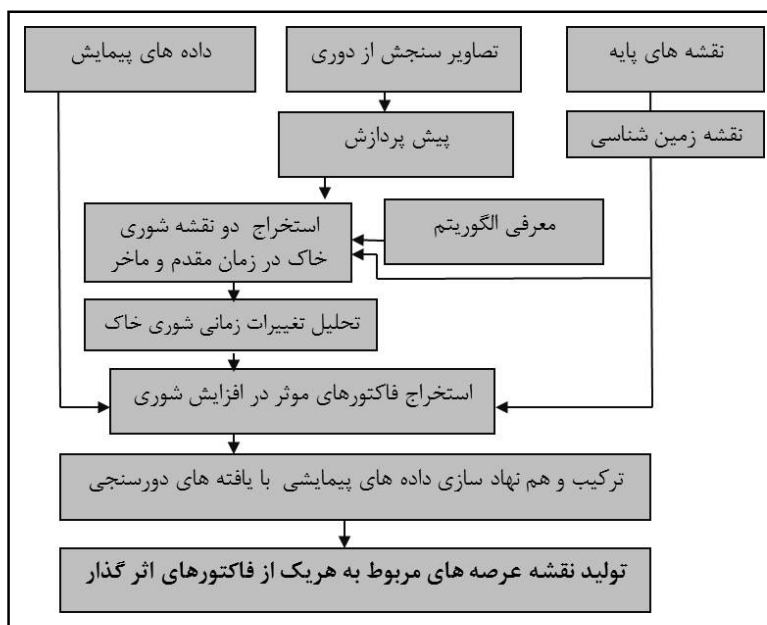 نقشه های پایه
تصاویر سنجش از دوری
داده های پیمایش
نقشه زمین شناسی
پیش پردازش
معرفی الگوریتم
استخراج دو نقشه شوری
خاک در زمان مقدم و ماخر
تحلیل تغییرات زمانی شوری خاک
استخراج فاکتورهای موثر در افزایش شوری
ترکیب و هم نهاد سازی داده های پیمایشی با یافته های دورسنجی
تولید نقشه عرصه های مربوط به هریک از فاکتورهای اثر گذار